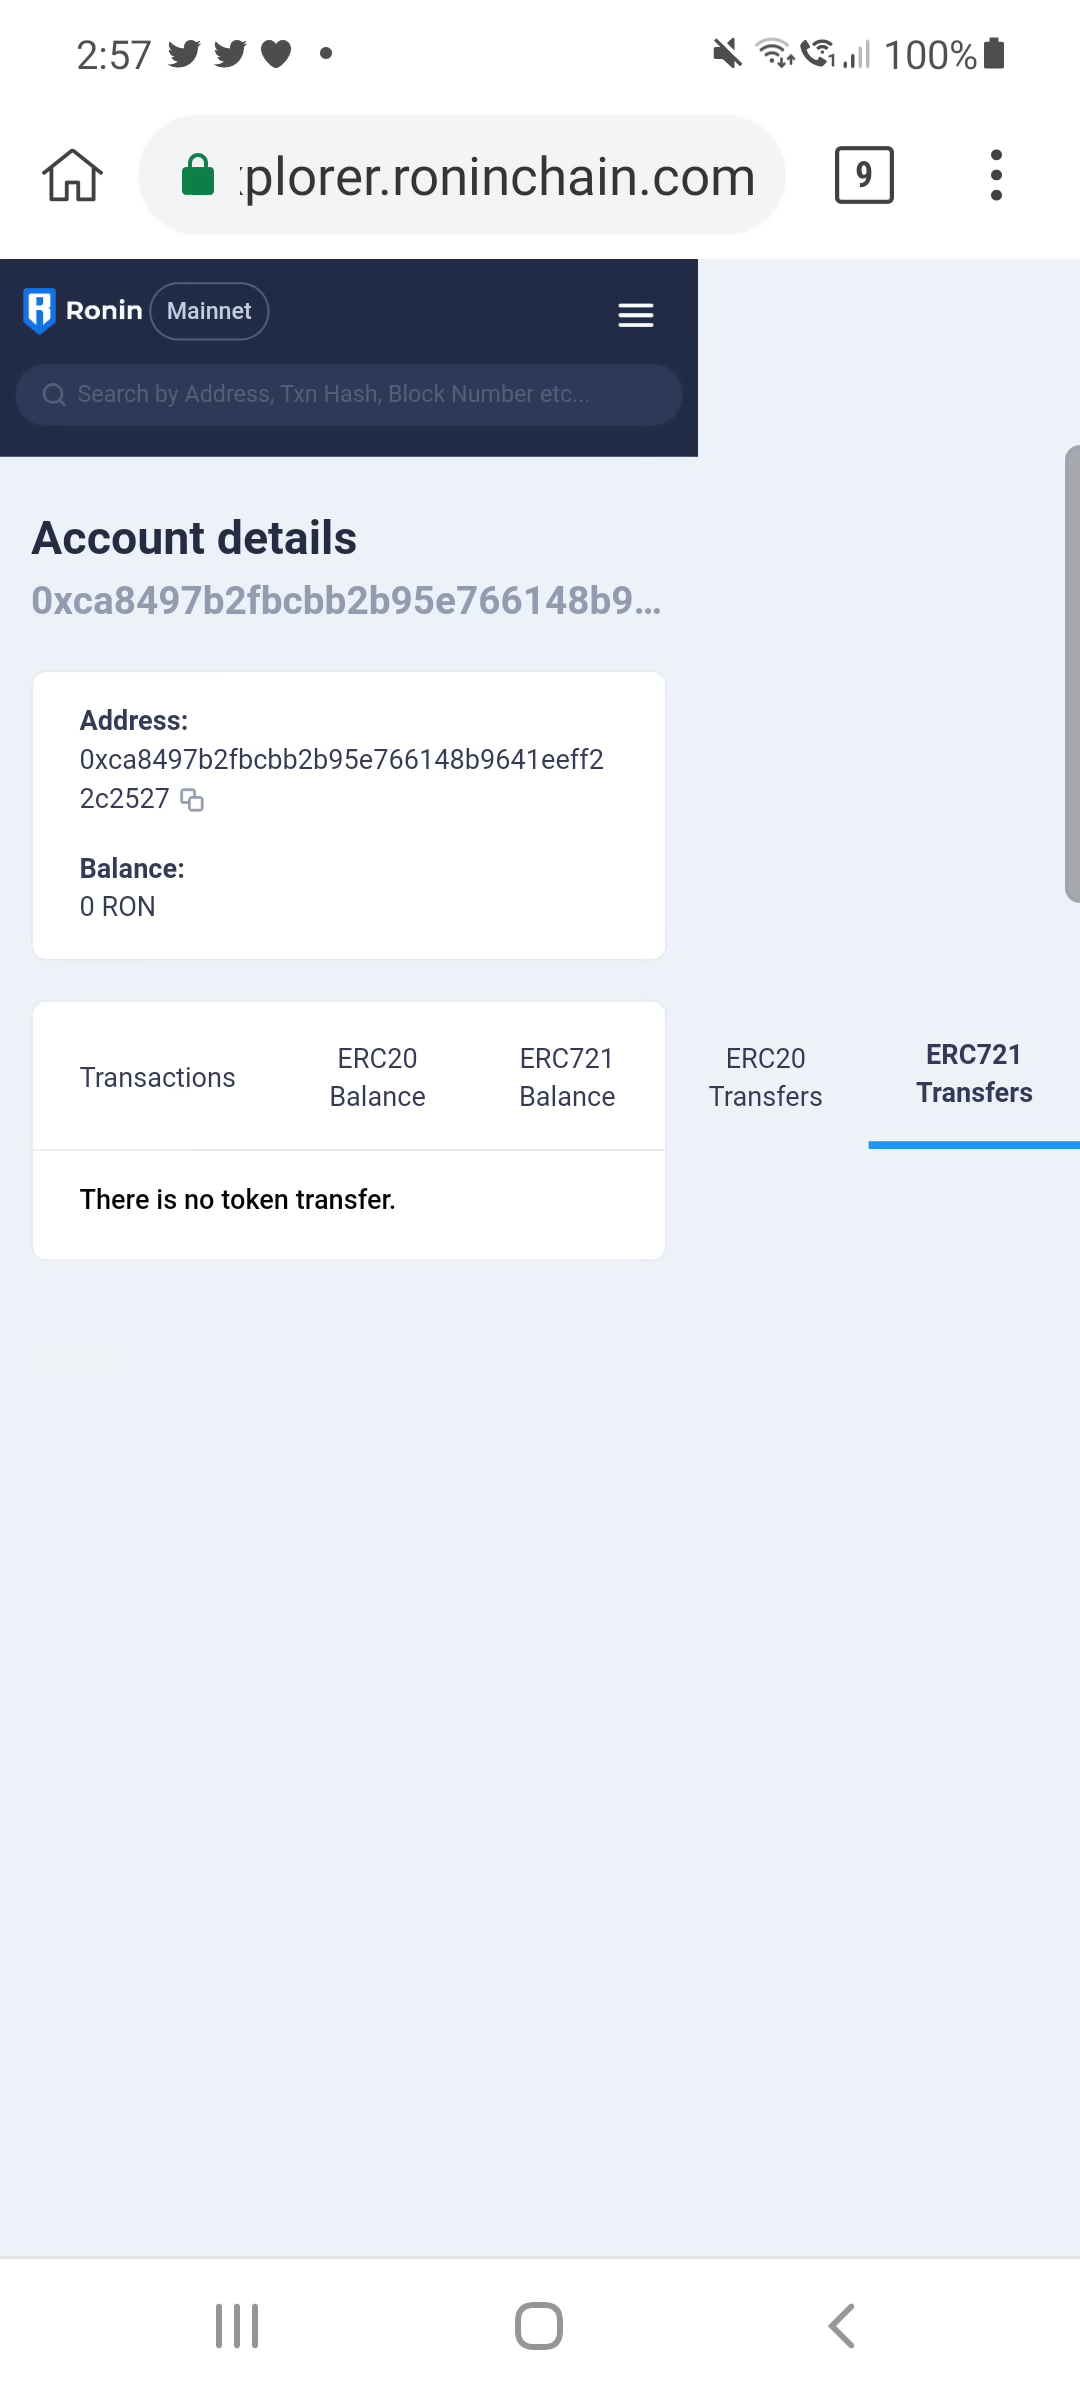 2:57
100%
xplorer.roninchain.com
9
Ronin Mainnet
Search by Address, Txn Hash, Block Number etc...
Account details
0xca8497b2fbcbb2b95e766148b9...
Address:
0xca8497b2fbcbb2b95e766148b9641eeff2
2c2527
Balance:
0 RON
Transactions
ERC20
Balance
ERC721
Balance
ERC20
Transfers
ERC721
Transfers
There is no token transfer.